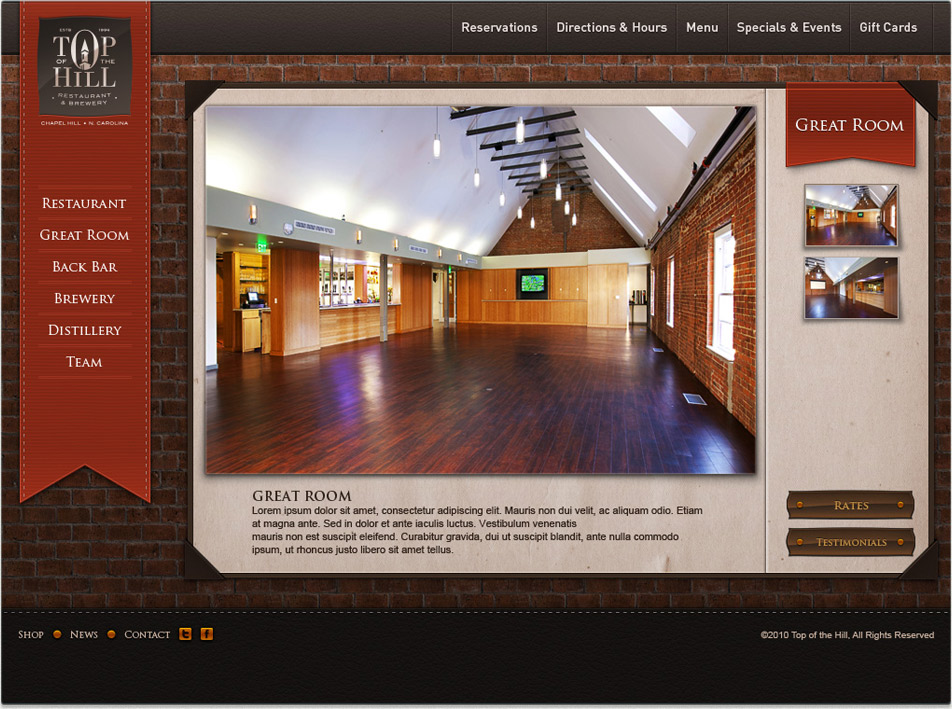 Reservations
Directions & Hours
Menu
Specials & Events
Gift Cards
ESTD 1994
TOP
OF THE
HILL
RESTAURANT
& BREWERY
CHAPEL HILL • N. CAROLINA
RESTAURANT
GREAT ROOM
BACK BAR
BREWERY
DISTILLERY
TEAM
GREAT ROOM
GREAT ROOM
Lorem ipsum dolor sit amet, consectetur adipiscing elit. Mauris non dui velit, ac aliquam odio. Etiam
at magna ante. Sed in dolor et ante iaculis luctus. Vestibulum venenatis
mauris non est suscipit eleifend. Curabitur gravida, dui ut suscipit blandit, ante nulla commodo
ipsum, ut rhoncus justo libero sit amet tellus.
RATES
TESTIMONIALS
SHOP
NEWS
CONTACT
©2010 Top of the Hill, All Rights Reserved